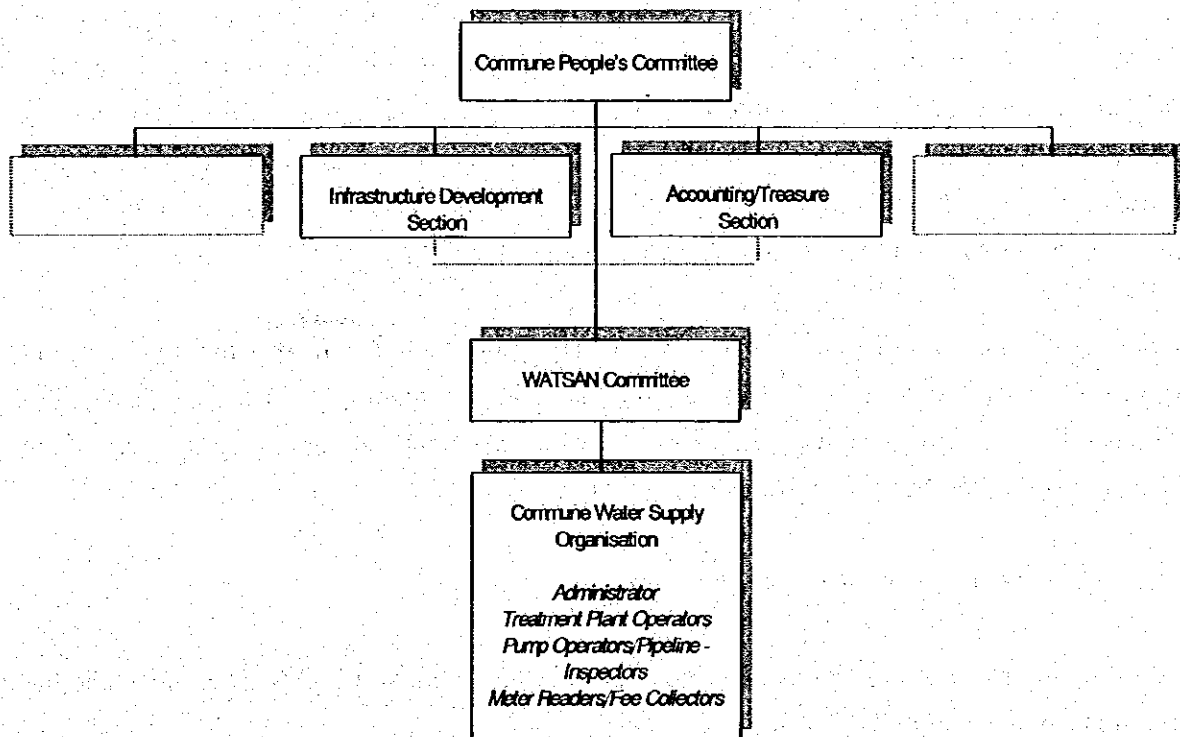 Commune People's Committee
Infrastructure Development
Section
Accounting/Treasure
Section
WATSAN Committee
Commune Water Supply
Organisation
Administrator
Treatment Plant Operators
Pump Operators/Pipeline -
Inspectors
Meter Readers/Fee Collectors